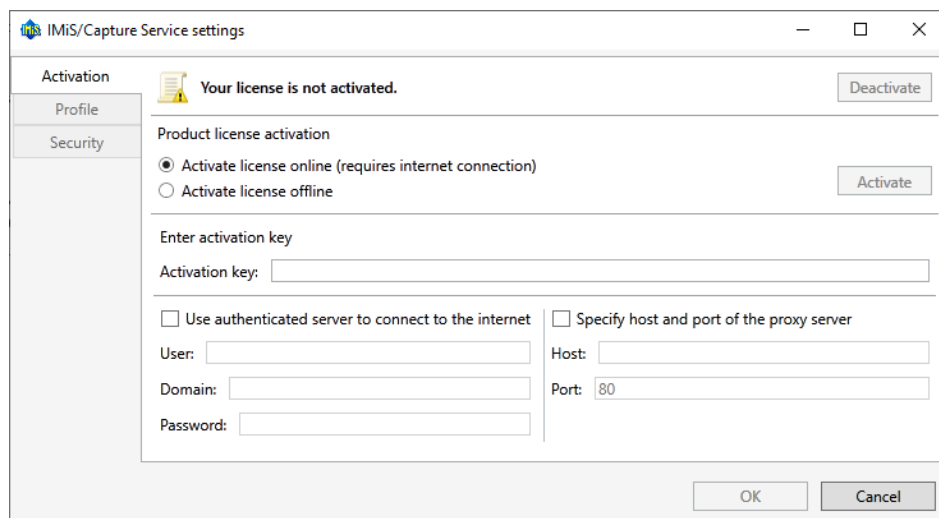 IMiS IMiS/Capture Service settings
Activation
Profile
Security
Your license is not activated.
Deactivate
Product license activation
Activate license online (requires internet connection)
Activate license offline
Activate
Enter activation key
Activation key:
Use authenticated server to connect to the internet
User:
Domain:
Password:
Specify host and port of the proxy server
Host:
Port: 80
OK
Cancel